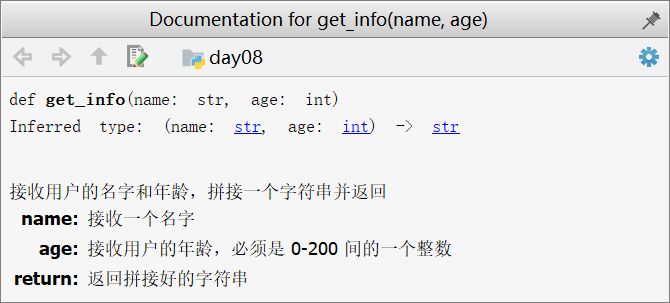 Documentation for get_info(name, age)
day08
def get_info(name: str, age: int)
Inferred type: (name: str, age: int) -> str
接收用户的名字和年龄，拼接一个字符串并返回
name: 接收一个名字
age: 接收用户的年龄，必须是 0-200 间的一个整数
return: 返回拼接好的字符串